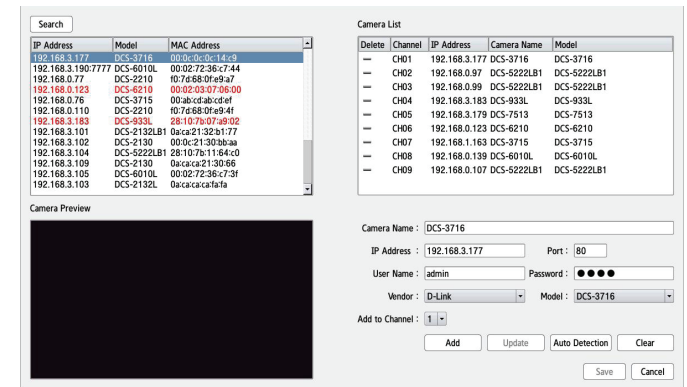 Search
IP Address Model MAC Address
192.168.3.177 DCS-3716 00:0c:0c:0c:14:c9
192.168.3.190:7777 DCS-6010L 00:02:72:36:c7:44
192.168.0.77 DCS-2210 f0:7d:68:0f:e9:a7
192.168.0.123 DCS-6210 00:02:03:07:06:00
192.168.0.76 DCS-3715 00:ab:cd:ab:cd:ef
192.168.0.110 DCS-2210 f0:7d:68:0f:e9:4f
192.168.3.183 DCS-933L 28:10:7b:07:a9:02
192.168.3.101 DCS-2132LB1 0a:ca:21:32:b1:77
192.168.3.102 DCS-2130 00:0c:21:30:bb:aa
192.168.3.104 DCS-5222LB1 28:10:7b:11:64:c0
192.168.3.109 DCS-2130 0a:ca:ca:21:30:66
192.168.3.105 DCS-6010L 00:02:72:36:c7:3f
192.168.3.103 DCS-2132L 0a:ca:ca:ca:fa:fa
Camera Preview
Camera List
Delete Channel IP Address Camera Name Model
— CH01 192.168.3.177 DCS-3716 DCS-3716
— CH02 192.168.0.97 DCS-5222LB1 DCS-5222LB1
— CH03 192.168.0.99 DCS-5222LB1 DCS-5222LB1
— CH04 192.168.3.183 DCS-933L DCS-933L
— CH05 192.168.3.179 DCS-7513 DCS-7513
— CH06 192.168.0.123 DCS-6210 DCS-6210
— CH07 192.168.1.163 DCS-3715 DCS-3715
— CH08 192.168.0.139 DCS-6010L DCS-6010L
— CH09 192.168.0.107 DCS-5222LB1 DCS-5222LB1
Camera Name : DCS-3716
IP Address : 192.168.3.177 Port : 80
User Name : admin Password : ●●●●
Vendor : D-Link Model : DCS-3716
Add to Channel : 1
Add Update Auto Detection Clear
Save Cancel